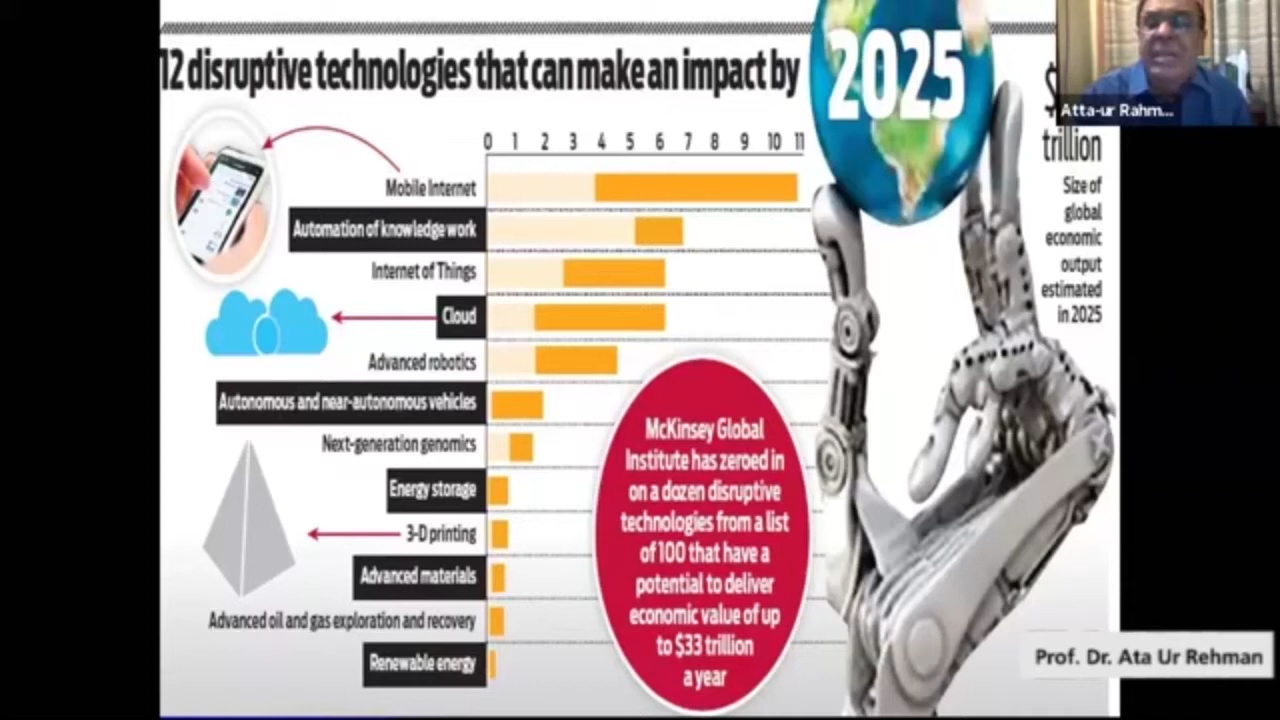 12 disruptive technologies that can make an impact by 2025
0 1 2 3 4 5 6 7 8 9 10 11
Mobile Internet
Automation of knowledge work
Internet of Things
Cloud
Advanced robotics
Autonomous and near-autonomous vehicles
Next-generation genomics
Energy storage
3-D printing
Advanced materials
Advanced oil and gas exploration and recovery
Renewable energy
McKinsey Global
Institute has zeroed in
on a dozen disruptive
technologies from a list
of 100 that have a
potential to deliver
economic value of up
to $33 trillion
a year
$
trillion
Size of
global
economic
output
estimated
in 2025
Atta-ur Rahm...
Prof. Dr. Ata Ur Rehman